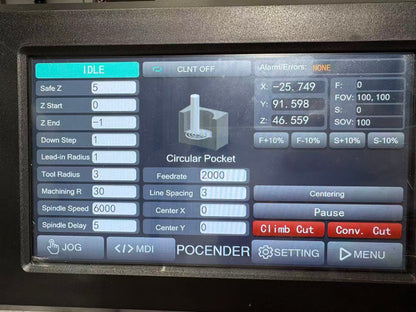 IDLE
CLNT OFF
Alarm/Errors: NONE
Safe Z 5
Z Start 0
Z End -1
Down Step 1
Lead-in Radius 1
Tool Radius 3
Machining R 30
Spindle Speed 6000
Spindle Delay 5
Circular Pocket
Feedrate 2000
Line Spacing 3
Center X 0
Center Y 0
X: -25.749
Y: 91.598
Z: 46.559
F: 0
FOV: 100, 100
S: 0
SOV: 100
F+10% F-10% S+10% S-10%
Centering
Pause
Climb Cut Conv. Cut
JOG </> MDI POCENDER SETTING MENU